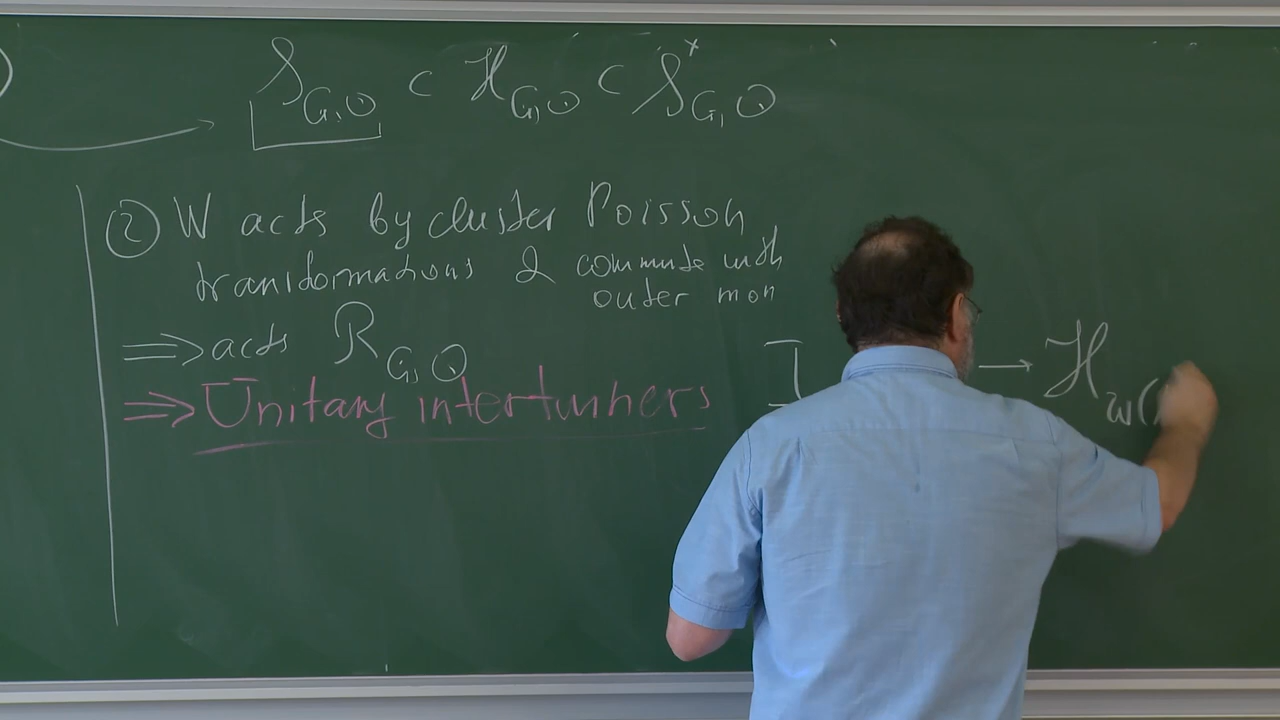 𝒮_{G,⊙} ⊂ ℋ_{G,⊙} ⊂ 𝒮^*_{G,⊙}
② W acts by cluster Poisson
transformations & commute with
outer mon
⟹ acts R_{G,⊙}
⟹ Unitary intertwiners I → ℋ_{w(